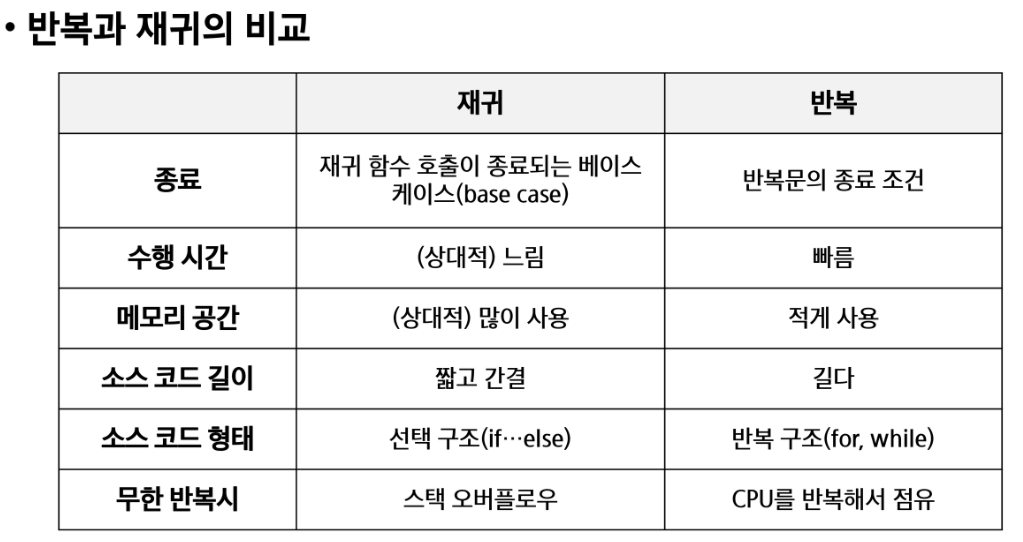 • 반복과 재귀의 비교
재귀 반복
종료 재귀 함수 호출이 종료되는 베이스
케이스(base case) 반복문의 종료 조건
수행 시간 (상대적) 느림 빠름
메모리 공간 (상대적) 많이 사용 적게 사용
소스 코드 길이 짧고 간결 길다
소스 코드 형태 선택 구조(if…else) 반복 구조(for, while)
무한 반복시 스택 오버플로우 CPU를 반복해서 점유